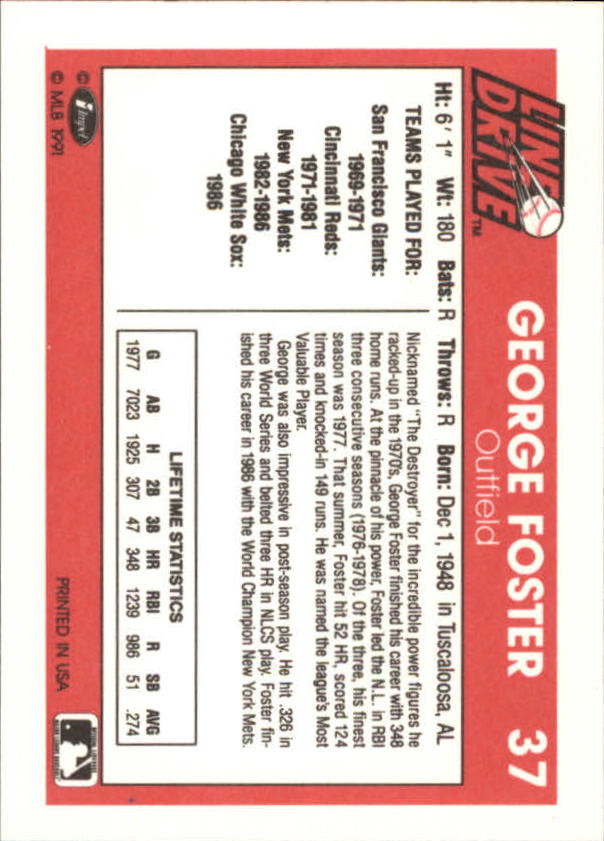 LINE DRIVE™
GEORGE FOSTER 37
Outfield
Ht: 6' 1" Wt: 180 Bats: R Throws: R Born: Dec 1, 1948 in Tuscaloosa, AL
TEAMS PLAYED FOR:
San Francisco Giants:
1969-1971
Cincinnati Reds:
1971-1981
New York Mets:
1982-1986
Chicago White Sox:
1986
Nicknamed "The Destroyer" for the incredible power figures he
racked-up in the 1970's, George Foster finished his career with 348
home runs. At the pinnacle of his power, Foster led the N.L. in RBI
three consecutive seasons (1976-1978). Of the three, his finest
season was 1977. That summer, Foster hit 52 HR, scored 124
times and knocked-in 149 runs. He was named the league's Most
Valuable Player.
George was also impressive in post-season play. He hit .326 in
three World Series and belted three HR in NLCS play. Foster fin-
ished his career in 1986 with the World Champion New York Mets.
LIFETIME STATISTICS
G AB H 2B 3B HR RBI R SB AVG
1977 7023 1925 307 47 348 1239 986 51 .274
© impel
© MLB 1991
PRINTED IN USA